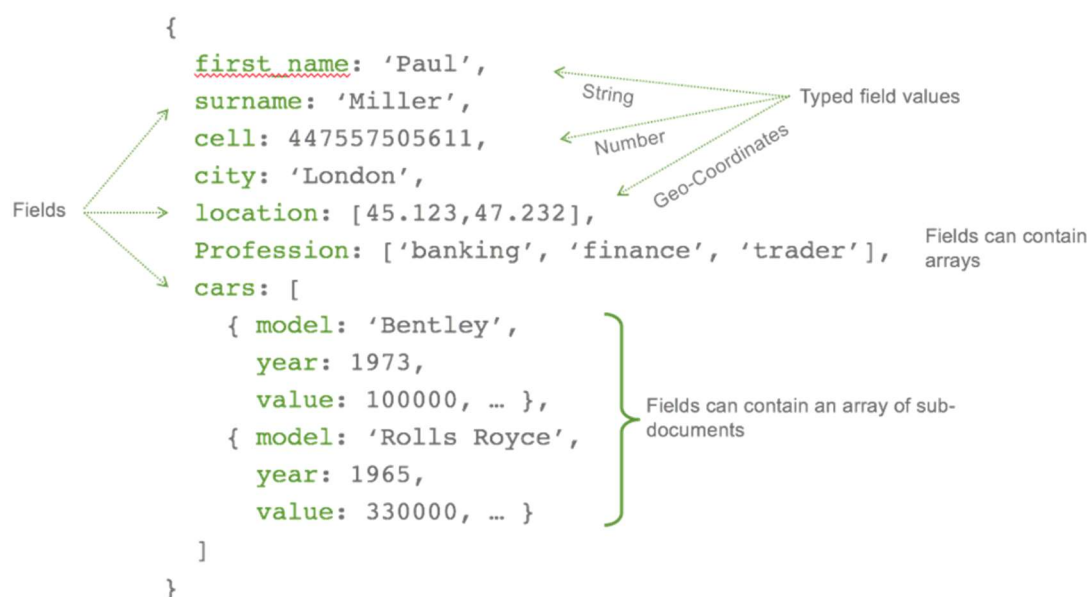 {
first_name: ‘Paul’,
surname: ‘Miller’,
cell: 447557505611,
city: ‘London’,
location: [45.123,47.232],
Profession: [‘banking’, ‘finance’, ‘trader’],
cars: [
{ model: ‘Bentley’,
year: 1973,
value: 100000, … },
{ model: ‘Rolls Royce’,
year: 1965,
value: 330000, … }
]
}
Fields
String
Number
Geo-Coordinates
Typed field values
Fields can contain
arrays
Fields can contain an array of sub-
documents